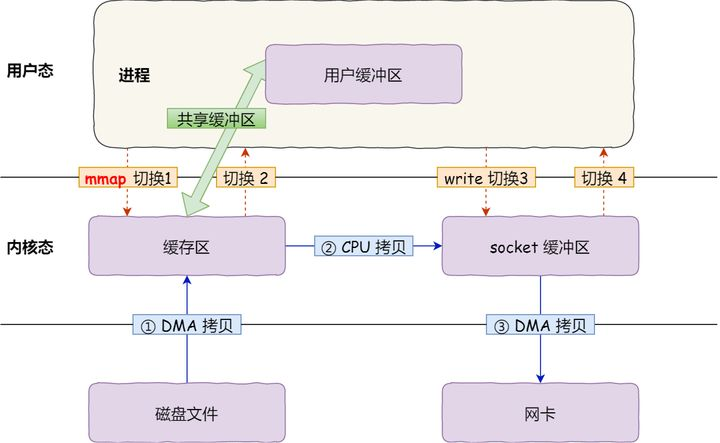 用户态
进程
用户缓冲区
共享缓冲区
mmap 切换1
切换 2
write 切换3
切换 4
内核态
缓存区
② CPU 拷贝
socket 缓冲区
① DMA 拷贝
③ DMA 拷贝
磁盘文件
网卡